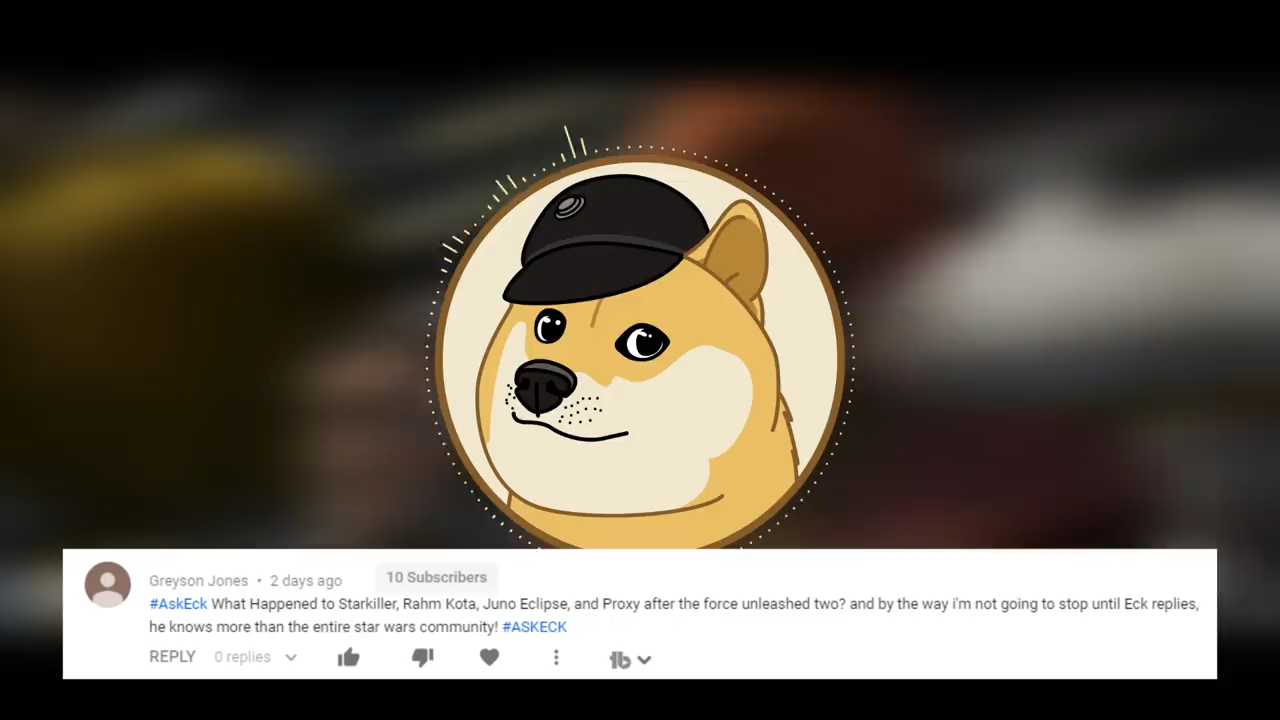 Greyson Jones • 2 days ago 10 Subscribers
#AskEck What Happened to Starkiller, Rahm Kota, Juno Eclipse, and Proxy after the force unleashed two? and by the way i'm not going to stop until Eck replies,
he knows more than the entire star wars community! #ASKECK
REPLY 0 replies